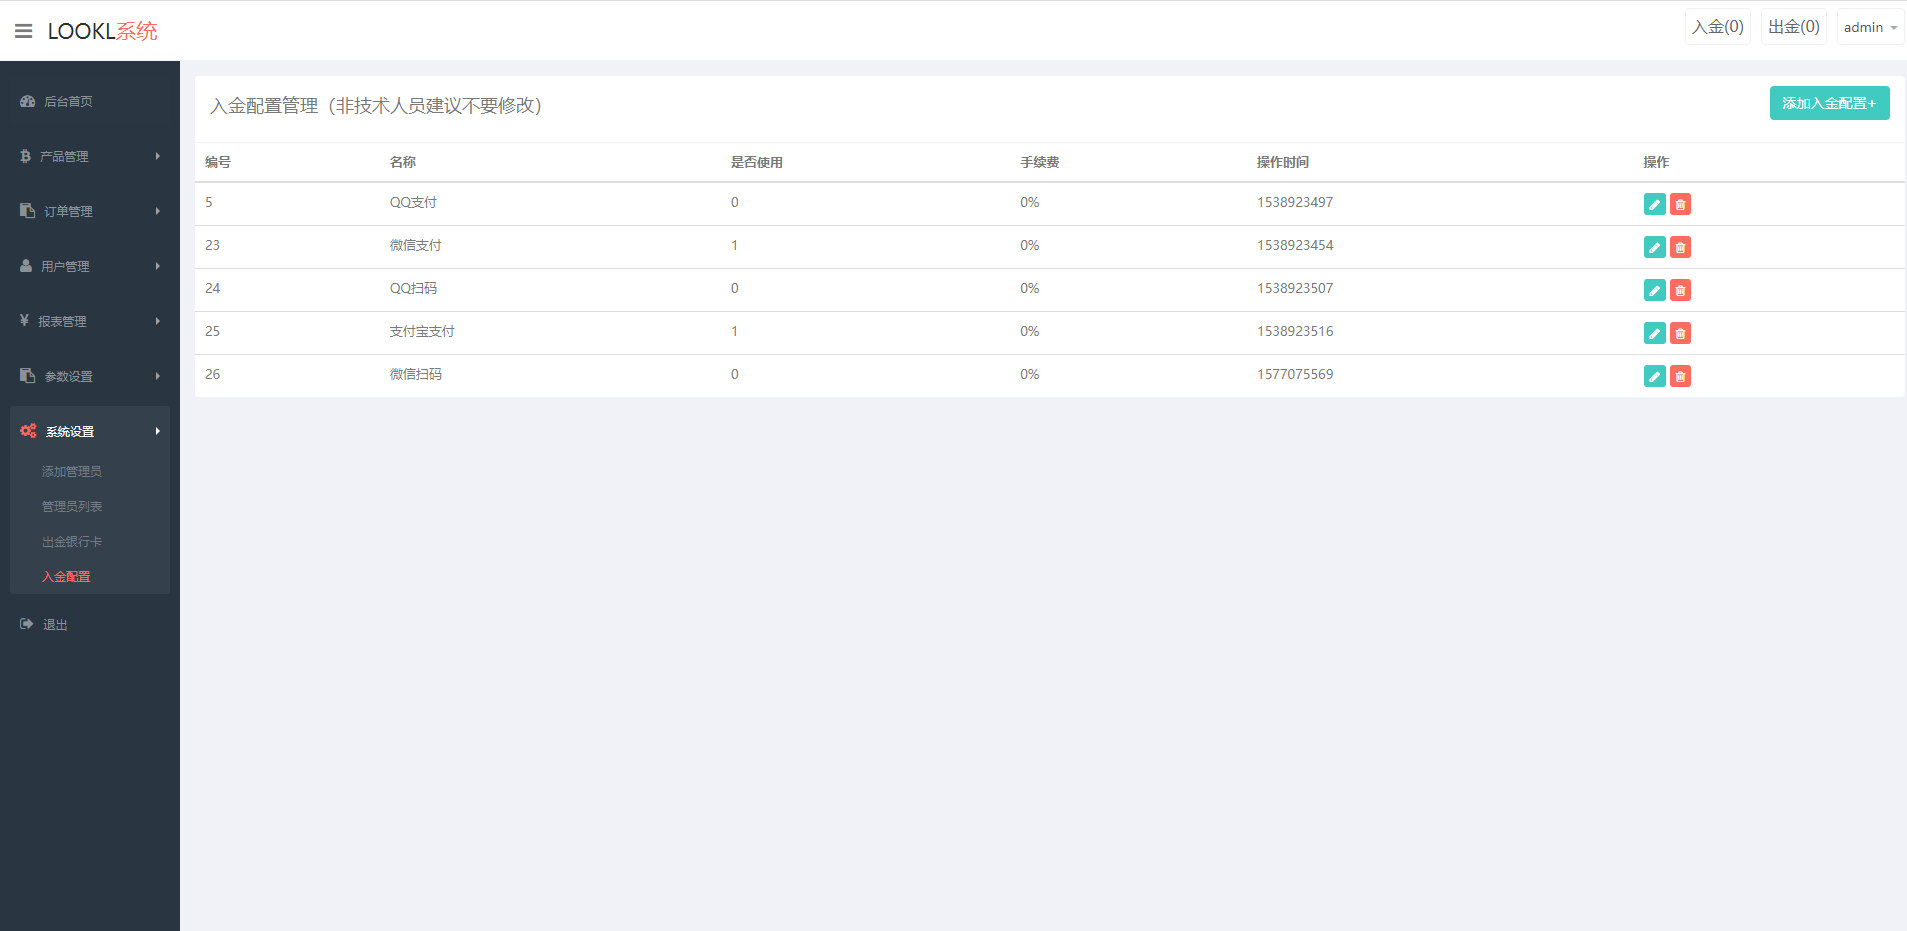 LOOKL系统
入金(0) 出金(0) admin
后台首页
产品管理
订单管理
用户管理
报表管理
参数设置
系统设置
添加管理员
管理员列表
出金银行卡
入金配置
退出
入金配置管理（非技术人员建议不要修改）
添加入金配置+
编号 名称 是否使用 手续费 操作时间 操作
5 QQ支付 0 0% 1538923497
23 微信支付 1 0% 1538923454
24 QQ扫码 0 0% 1538923507
25 支付宝支付 1 0% 1538923516
26 微信扫码 0 0% 1577075569